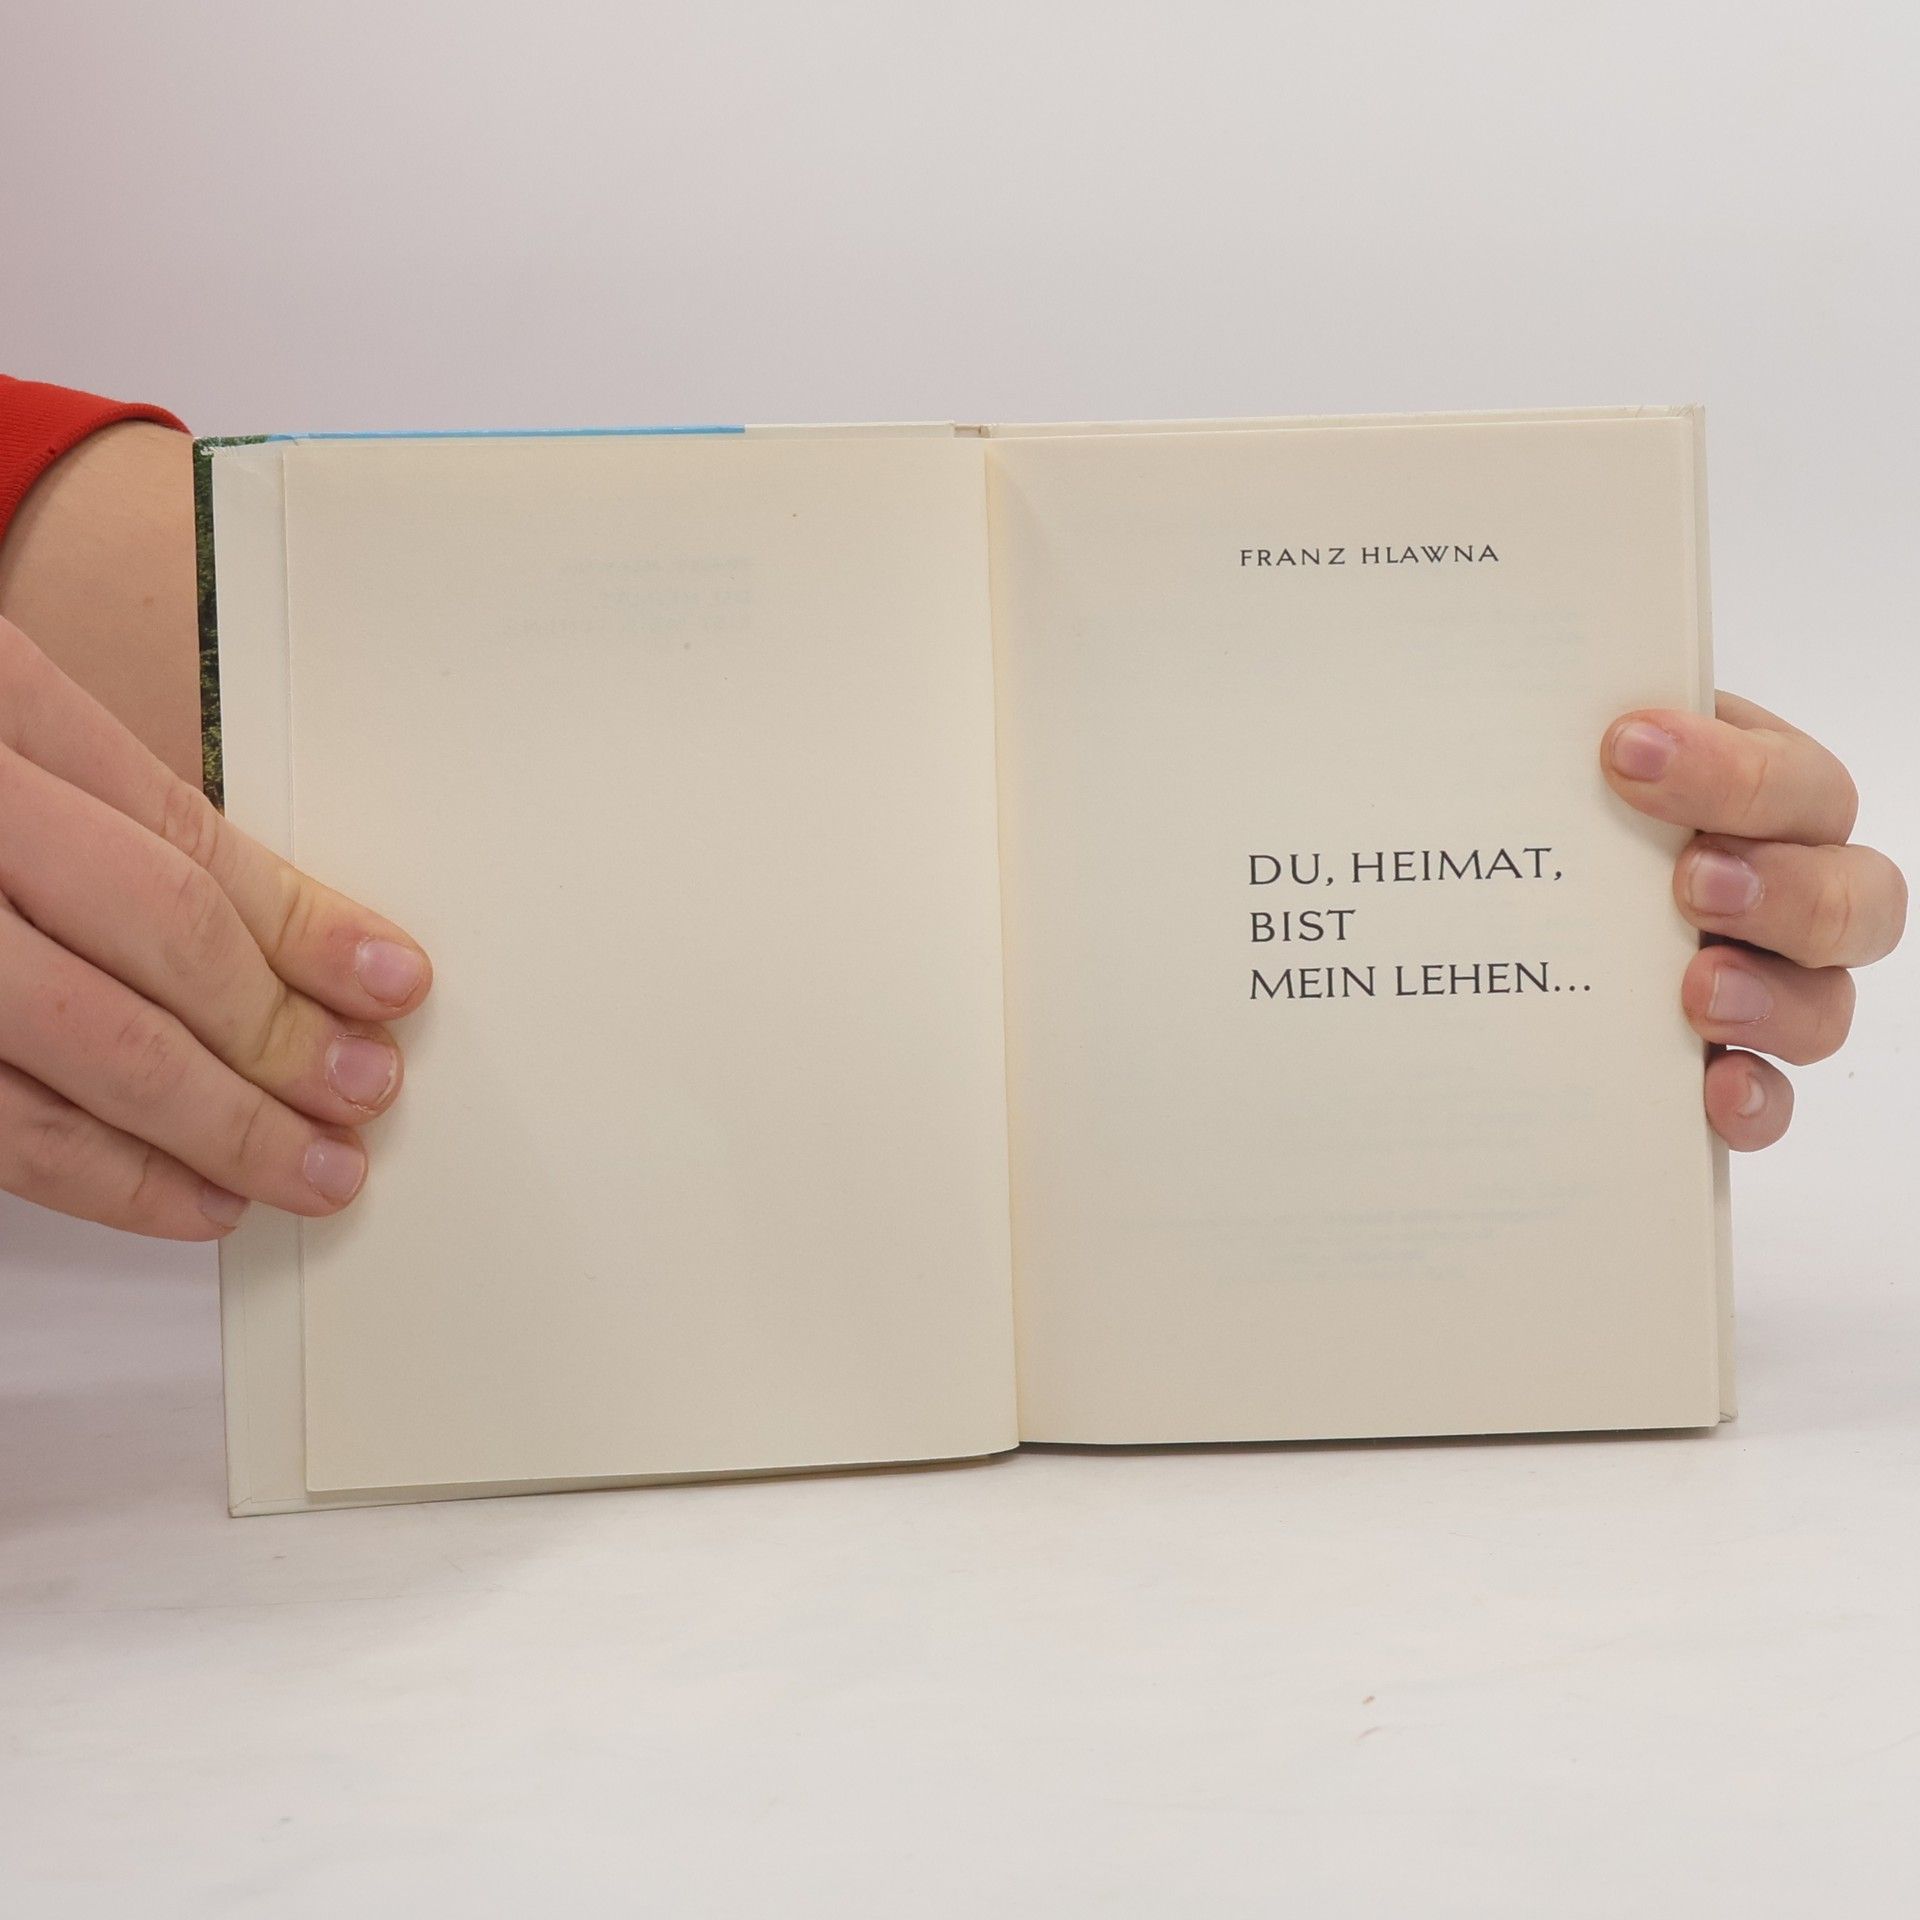 FRANZ HLAWNA
DU, HEIMAT,
BIST
MEIN LEHEN...